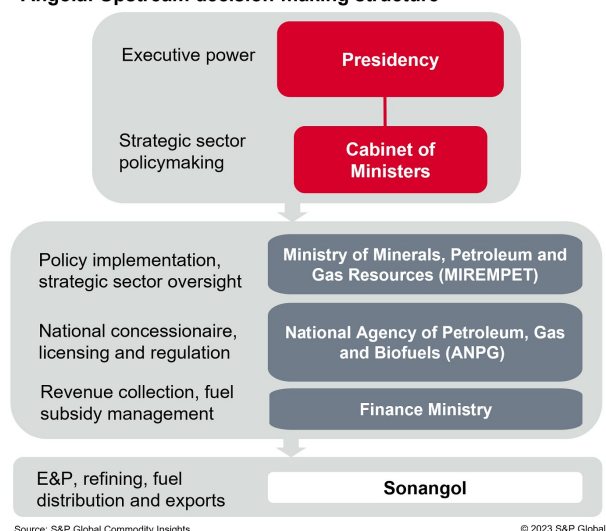 Angola: Upstream decision-making structure
Executive power
Presidency
Strategic sector
policymaking
Cabinet of
Ministers
Policy implementation,
strategic sector oversight
Ministry of Minerals, Petroleum and
Gas Resources (MIREMPET)
National concessionaire,
licensing and regulation
National Agency of Petroleum, Gas
and Biofuels (ANPG)
Revenue collection, fuel
subsidy management
Finance Ministry
E&P, refining, fuel
distribution and exports
Sonangol
Source: S&P Global Commodity Insights
© 2023 S&P Global